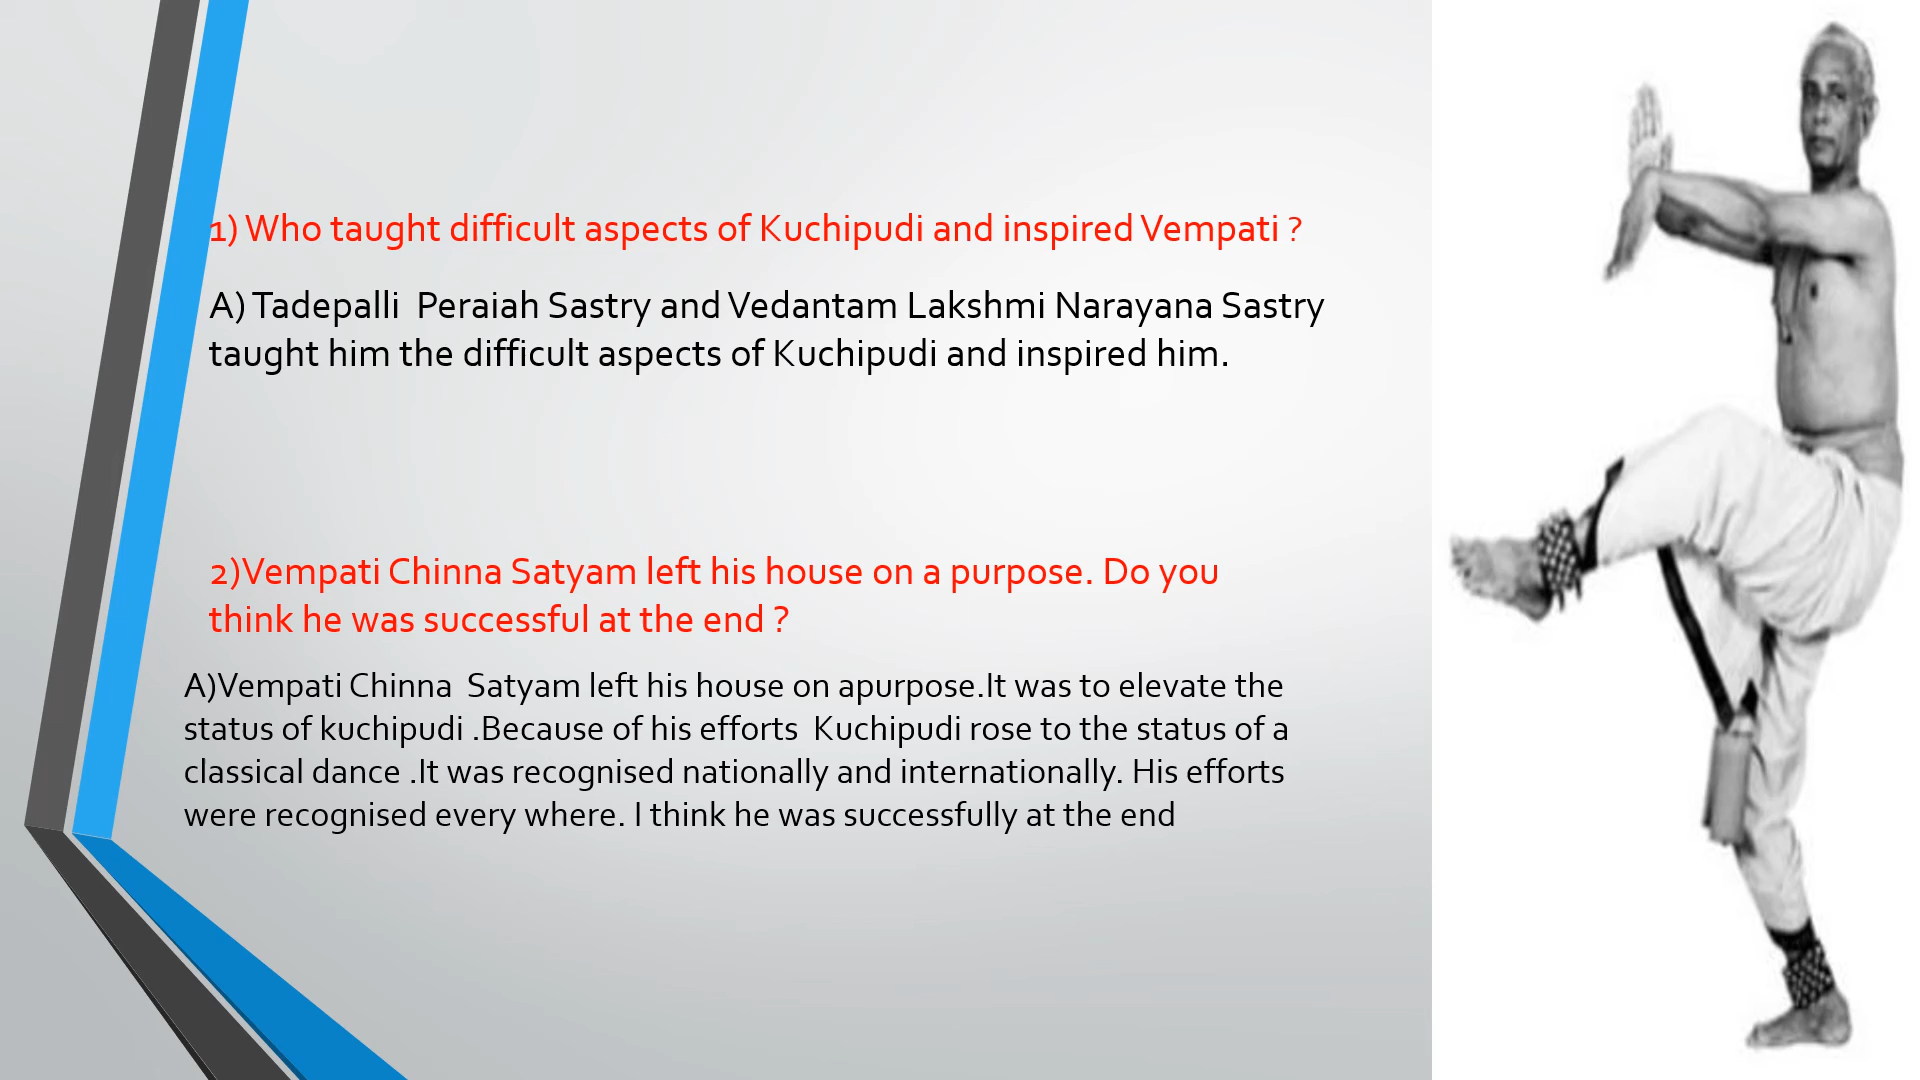 1) Who taught difficult aspects of Kuchipudi and inspired Vempati ?
A) Tadepalli  Peraiah Sastry and Vedantam Lakshmi Narayana Sastry
taught him the difficult aspects of Kuchipudi and inspired him.
2)Vempati Chinna Satyam left his house on a purpose. Do you
think he was successful at the end ?
A)Vempati Chinna  Satyam left his house on apurpose.It was to elevate the
status of kuchipudi .Because of his efforts  Kuchipudi rose to the status of a
classical dance .It was recognised nationally and internationally. His efforts
were recognised every where. I think he was successfully at the end